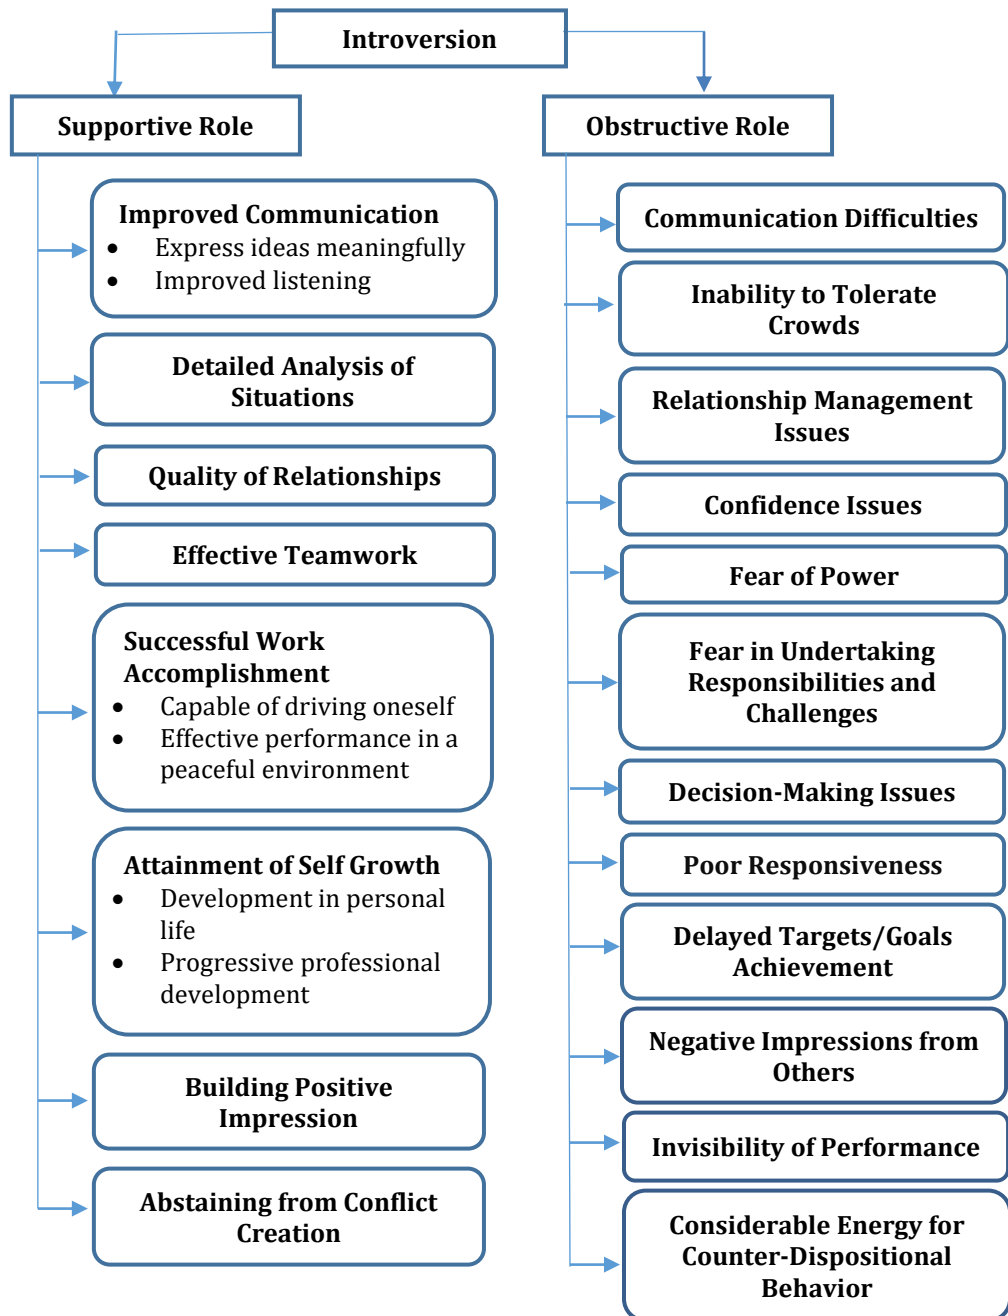 Introversion
Supportive Role
Improved Communication
• Express ideas meaningfully
• Improved listening
Detailed Analysis of
Situations
Quality of Relationships
Effective Teamwork
Successful Work
Accomplishment
• Capable of driving oneself
• Effective performance in a
peaceful environment
Attainment of Self Growth
• Development in personal
life
• Progressive professional
development
Building Positive
Impression
Abstaining from Conflict
Creation
Obstructive Role
Communication Difficulties
Inability to Tolerate
Crowds
Relationship Management
Issues
Confidence Issues
Fear of Power
Fear in Undertaking
Responsibilities and
Challenges
Decision-Making Issues
Poor Responsiveness
Delayed Targets/Goals
Achievement
Negative Impressions from
Others
Invisibility of Performance
Considerable Energy for
Counter-Dispositional
Behavior